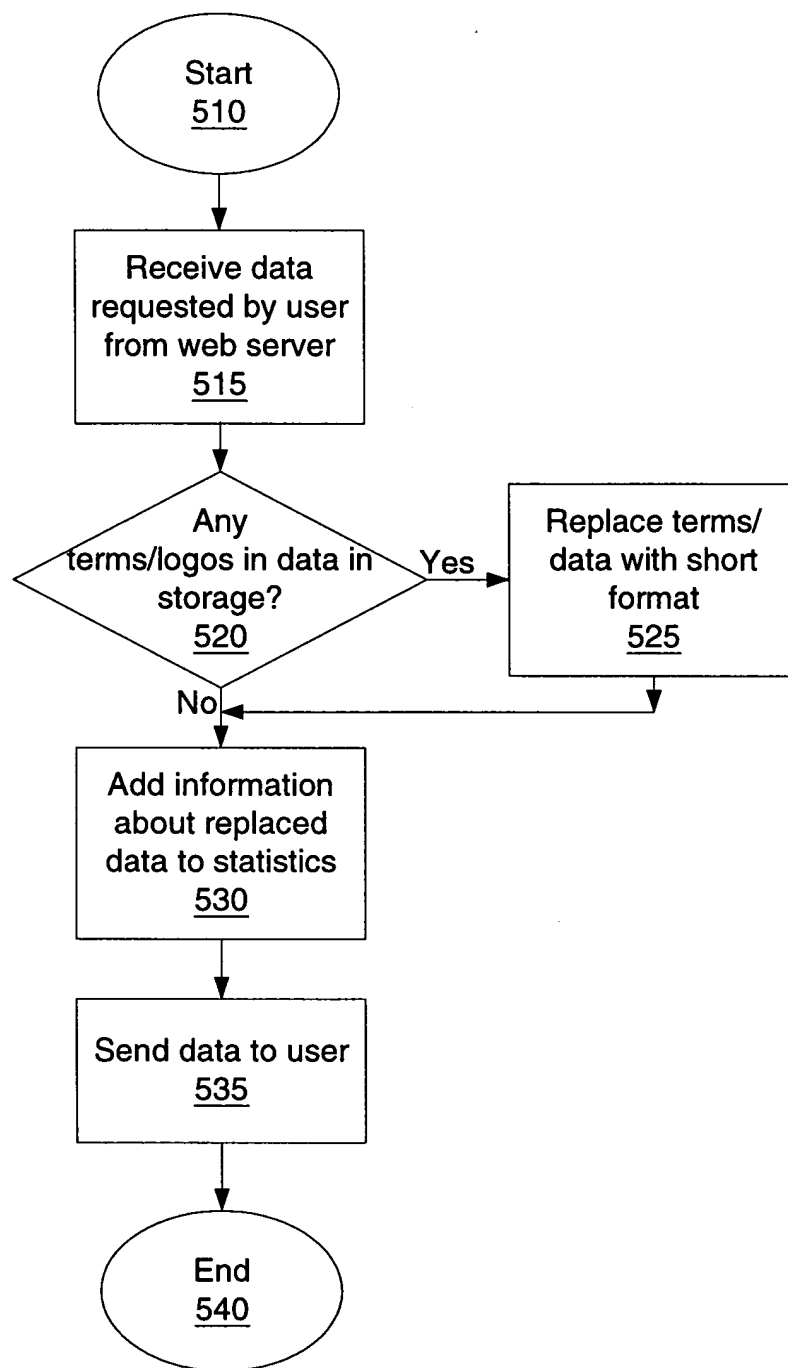 Start
510
Receive data
requested by user
from web server
515
Any
terms/logos in data in
storage?
520
Yes
Replace terms/
data with short
format
525
No
Add information
about replaced
data to statistics
530
Send data to user
535
End
540